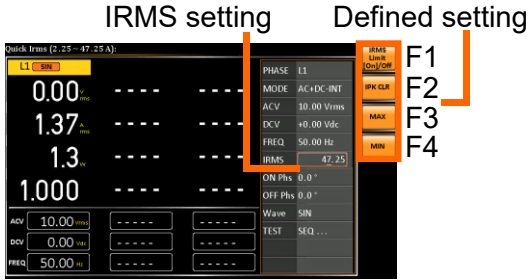 IRMS setting
Defined setting
Quick Irms (2.25 – 47.25 A):
L1 SIN
0.00 V rms
1.37 A rms
1.3 W
1.000
- - - -
- - - -
- - - -
- - - -
- - - -
- - - -
- - - -
- - - -
ACV 10.00 Vrms - - - - - - - - - -
DCV 0.00 Vdc - - - - - - - - - -
FREQ 50.00 Hz - - - - - - - - - -
PHASE L1
MODE AC+DC-INT
ACV 10.00 Vrms
DCV +0.00 Vdc
FREQ 50.00 Hz
IRMS 47.25
ON Phs 0.0 °
OFF Phs 0.0 °
Wave SIN
TEST SEQ ...
IRMS
Limit
[On]/Off
F1
IPK CLR F2
MAX F3
MIN F4